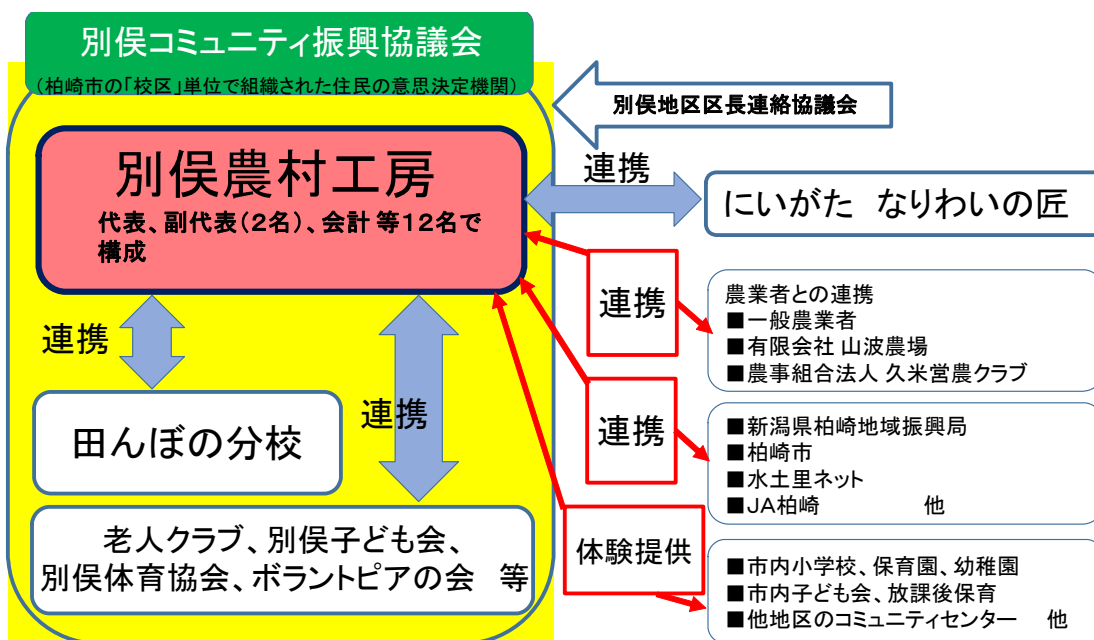 別俣コミュニティ振興協議会
(柏崎市の「校区」単位で組織された住民の意思決定機関)
別俣地区区長連絡協議会
別俣農村工房
代表、副代表(2名)、会計 等12名で
構成
連携
にいがた なりわいの匠
連携
農業者との連携
■一般農業者
■有限会社 山波農場
■農事組合法人 久米営農クラブ
連携
田んぼの分校
連携
連携
■新潟県柏崎地域振興局
■柏崎市
■水土里ネット
■JA柏崎 他
老人クラブ、別俣子ども会、
別俣体育協会、ボラントピアの会 等
体験提供
■市内小学校、保育園、幼稚園
■市内子ども会、放課後保育
■他地区のコミュニティセンター 他